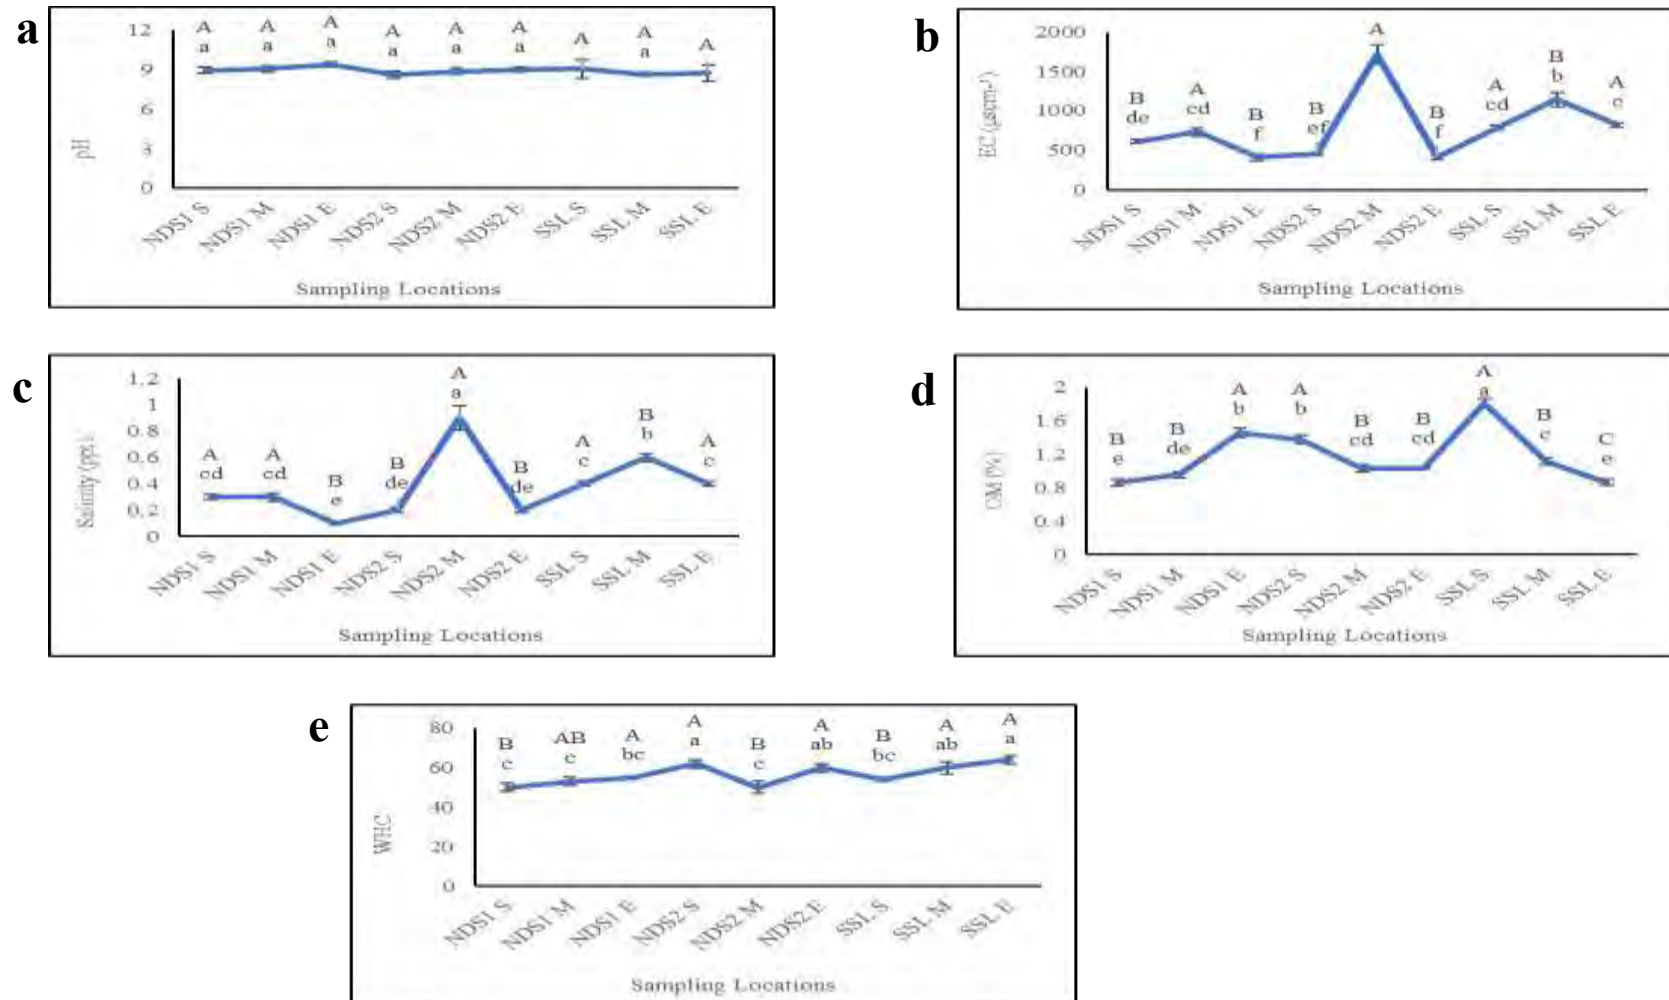 a
12
9
6
3
0
pH
A A A A A A A A A
a a a a a a a
NDS1 S NDS1 M NDS1 E NDS2 S NDS2 M NDS2 E SSL S SSL M SSL E
Sampling Locations
b
2000
1500
1000
500
0
EC (µscm-1)
B A B B A B A B A
de cd f ef f cd b c
NDS1 S NDS1 M NDS1 E NDS2 S NDS2 M NDS2 E SSL S SSL M SSL E
Sampling Locations
c
1.2
1
0.8
0.6
0.4
0.2
0
Salinity (ppt)
A A B B A B A B A
cd cd e de a de c b c
NDS1 S NDS1 M NDS1 E NDS2 S NDS2 M NDS2 E SSL S SSL M SSL E
Sampling Locations
d
2
1.6
1.2
0.8
0.4
0
OM (%)
B B A A B B A B C
e de b b cd cd a c e
NDS1 S NDS1 M NDS1 E NDS2 S NDS2 M NDS2 E SSL S SSL M SSL E
Sampling Locations
e
80
60
40
20
0
WHC
B AB A A B A B A A
c c bc a c ab bc ab a
NDS1 S NDS1 M NDS1 E NDS2 S NDS2 M NDS2 E SSL S SSL M SSL E
Sampling Locations